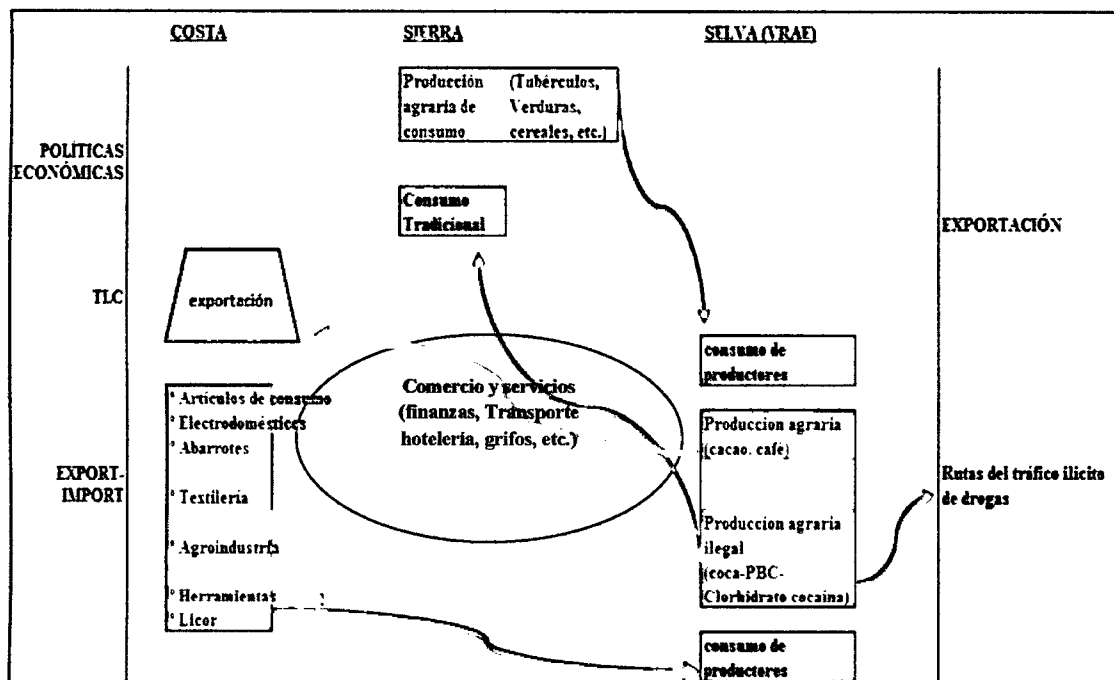 COSTA
SIERRA
SELVA (VRAE)
Producción (Tubérculos,
agraria de Verduras,
consumo cereales, etc.)
POLÍTICAS
ECONÓMICAS
Consumo
Tradicional
EXPORTACIÓN
TLC
exportación
consumo de
productores
Comercio y servicios
(finanzas, Transporte
hotelería, grifos, etc.)
° Artículos de consumo
° Electrodomésticos
° Abarrotes
° Textilería
° Agroindustria
° Herramientas
° Licor
EXPORT-
IMPORT
Produccion agraria
(cacao. café)
Produccion agraria
ilegal
(coca-PBC-
Clorhidrato cocaina)
Rutas del tráfico ilicito
de drogas
consumo de
productores